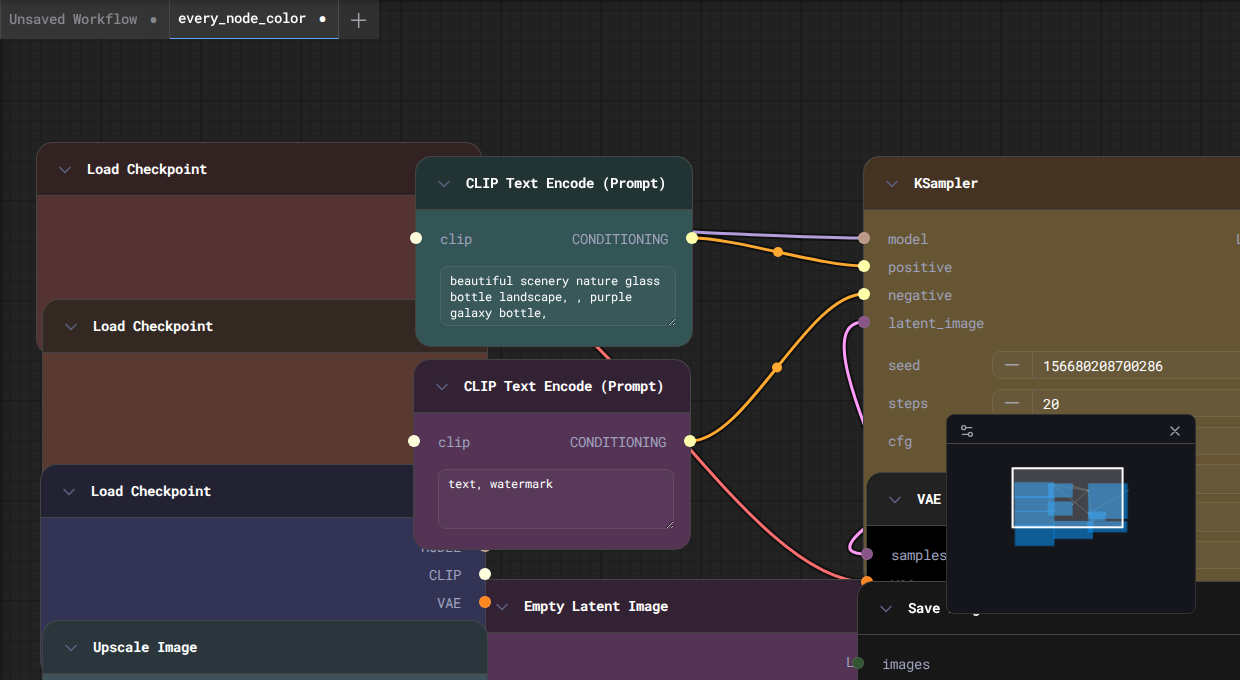 Unsaved Workflow
every_node_color
Load Checkpoint
CLIP Text Encode (Prompt)
clip
CONDITIONING
beautiful scenery nature glass
bottle landscape, , purple
galaxy bottle,
KSampler
model
positive
negative
latent_image
seed
156680208700286
steps
20
cfg
Load Checkpoint
CLIP Text Encode (Prompt)
clip
CONDITIONING
text, watermark
Load Checkpoint
CLIP
VAE
VAE
samples
Empty Latent Image
Save
images
Upscale Image